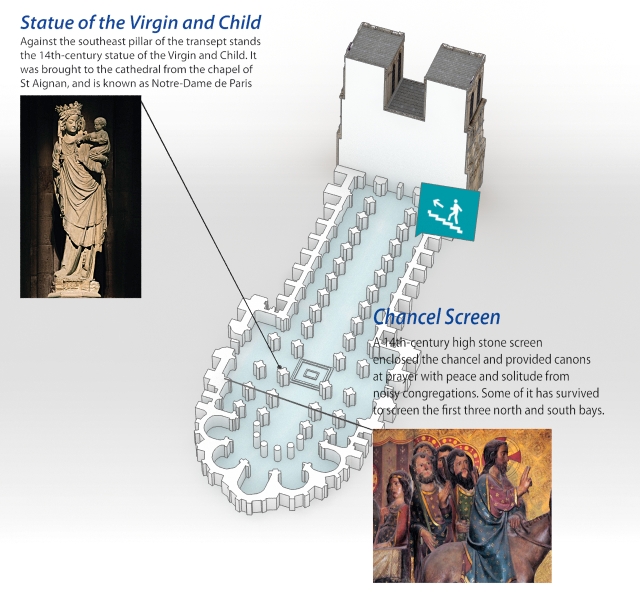 Statue of the Virgin and Child
Against the southeast pillar of the transept stands
the 14th-century statue of the Virgin and Child. It
was brought to the cathedral from the chapel of
St Aignan, and is known as Notre-Dame de Paris
Chancel Screen
A 14th-century high stone screen
enclosed the chancel and provided canons
at prayer with peace and solitude from
noisy congregations. Some of it has survived
to screen the first three north and south bays.